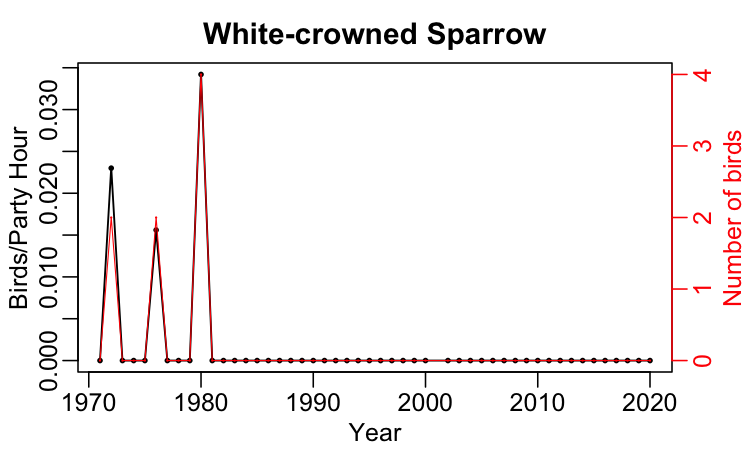 White-crowned Sparrow
Birds/Party Hour
0.000 0.010 0.020 0.030
Number of birds
0 1 2 3 4
1970 1980 1990 2000 2010 2020
Year